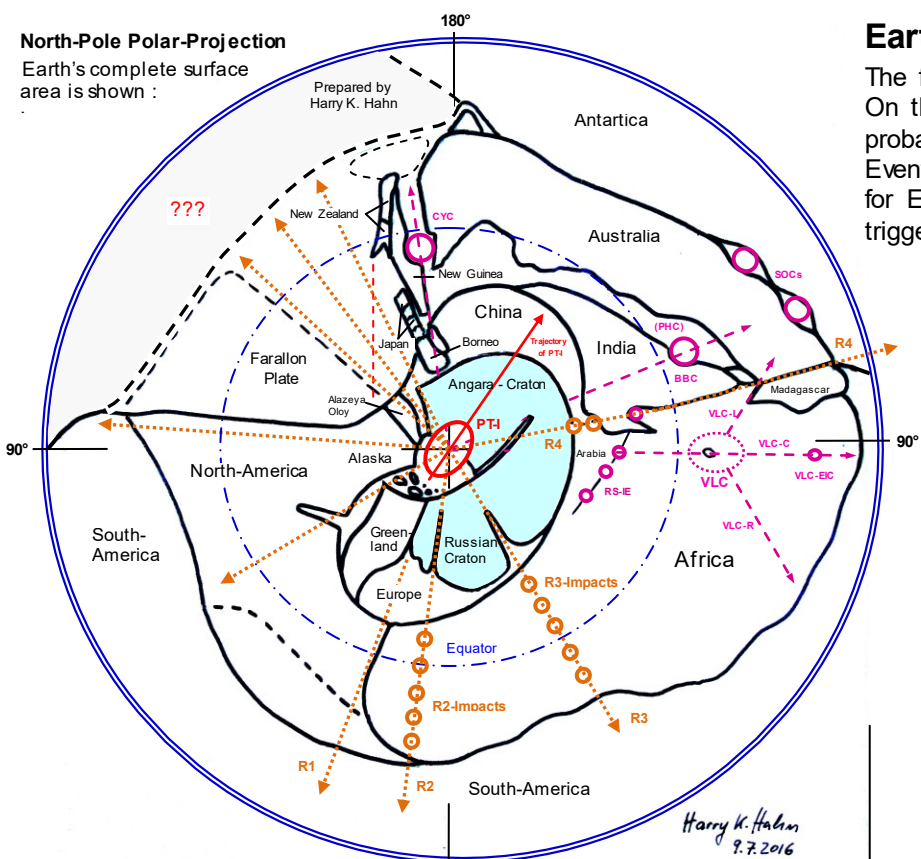 180°
North-Pole Polar-Projection
Earth's complete surface
area is shown :
Prepared by
Harry K. Hahn
Antartica
???
New Zealand
CYC
Australia
SOCs
New Guinea
China
Japan
Borneo
Trajectory
of PT-I
(PHC)
India
BBC
R4
Farallon
Plate
Angara - Craton
Madagascar
Alazeya
Oloy
PT-I
VLC-L
R4
90°
90°
North-America
Alaska
Arabia
VLC-C
VLC
VLC-EIC
RS-IE
VLC-R
South-
America
Green-
land
Russian
Craton
Africa
Europe
R3-Impacts
Equator
R2-Impacts
R3
R1
R2
South-America
Harry K. Hahn
9.7.2016
Ear
The
On th
proba
Even
for E
trigge